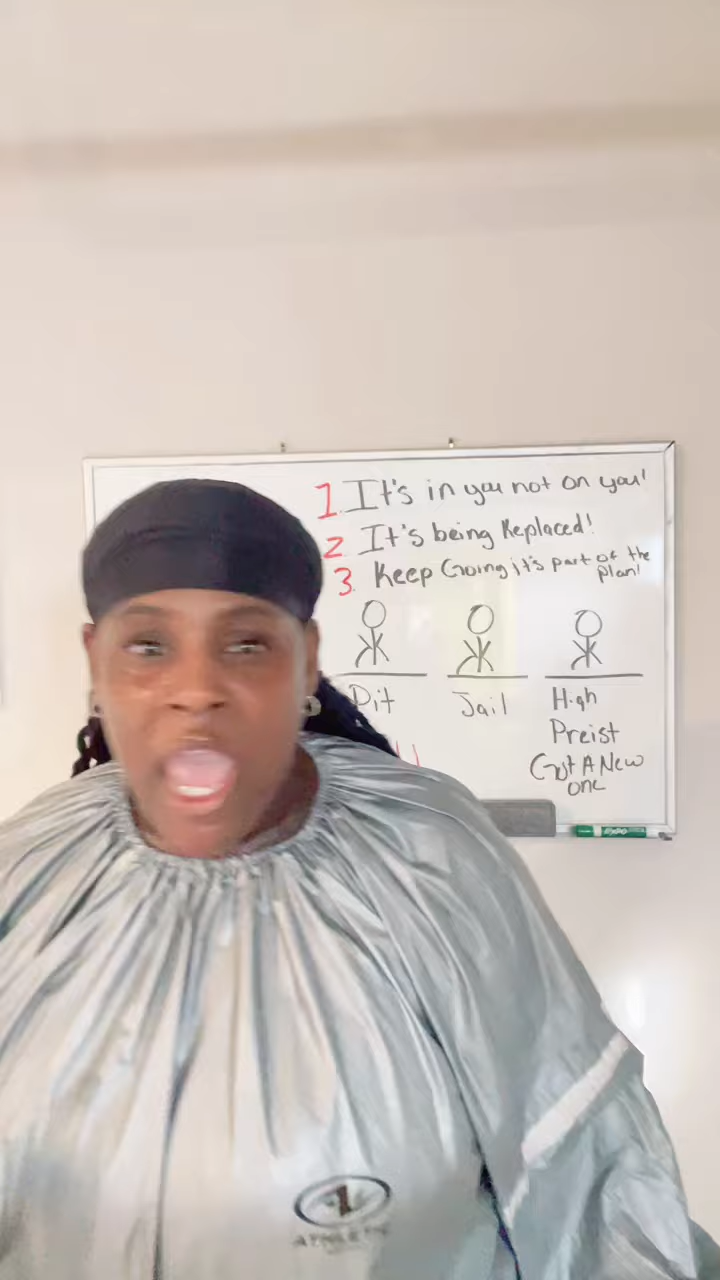 1. It's in you not on you!
2 It's being Replaced!
3. Keep Going it's part of the
plan!
Pit
Jail
High
Preist
Got A New
one
EXPO